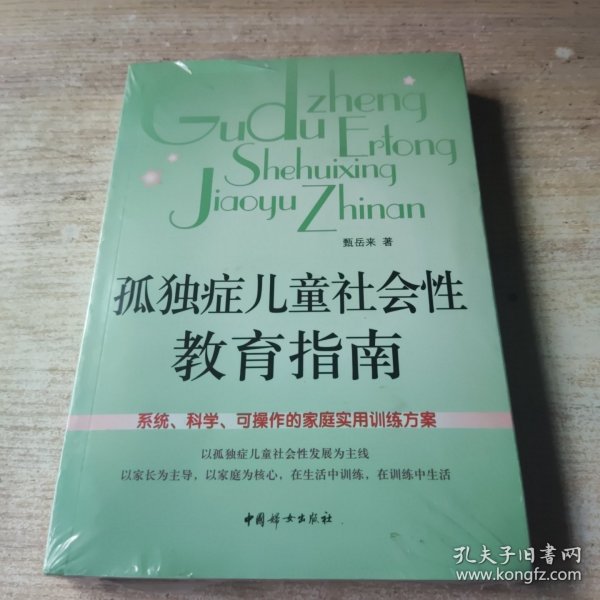 Guduzheng
Ertong
Shehuixing
Jiaoyu Zhinan
甄岳来 著
孤独症儿童社会性
教育指南
系统、科学、可操作的家庭实用训练方案
以孤独症儿童社会性发展为主线
以家长为主导，以家庭为核心，在生活中训练，在训练中生活
中国妇女出版社
孔夫子旧书网
www.kongfz.com